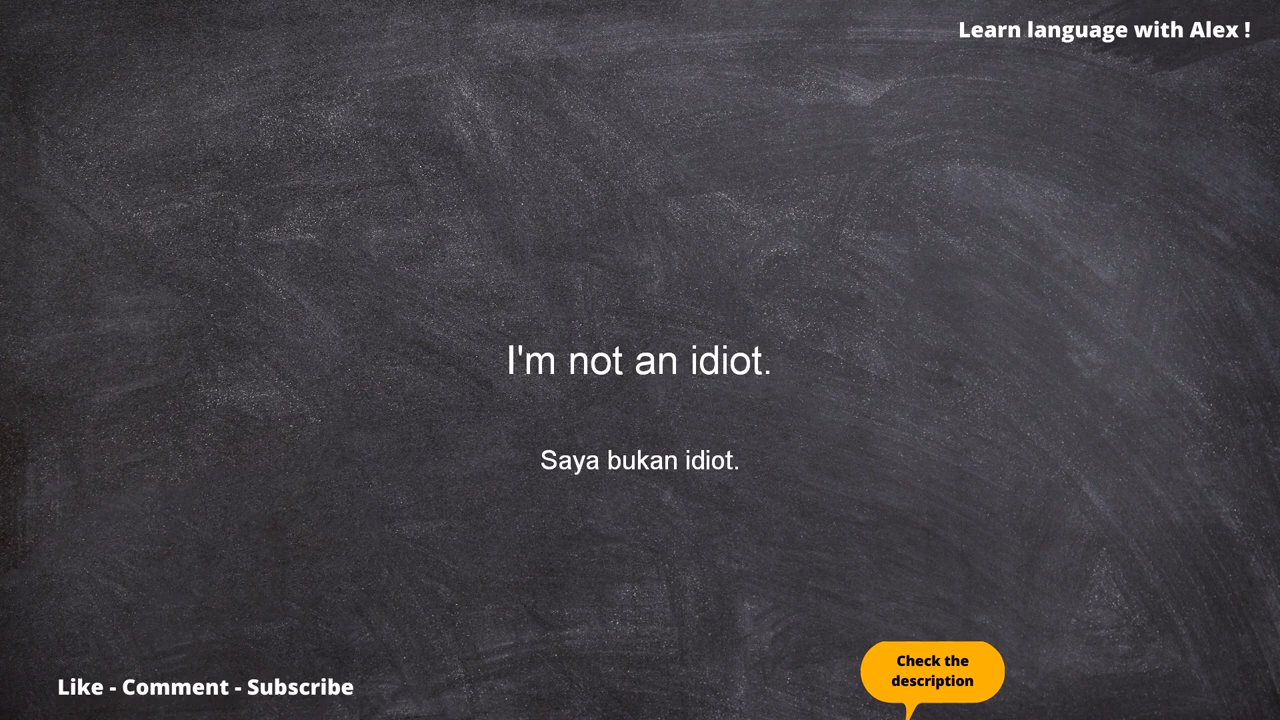 Learn language with Alex !
I'm not an idiot.
Saya bukan idiot.
Like - Comment - Subscribe
Check the
description